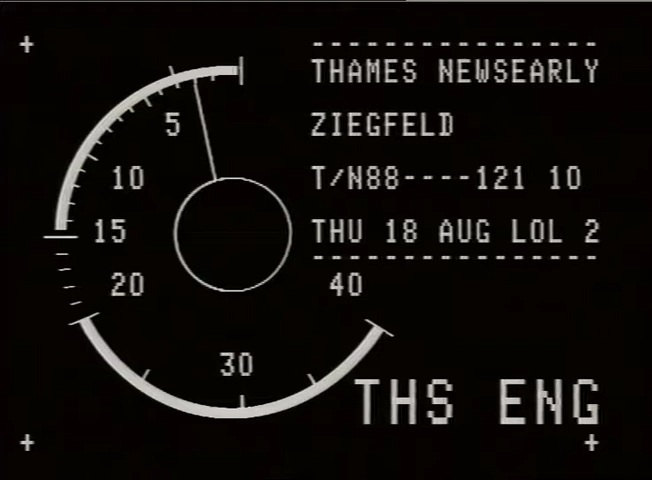 ----------------
THAMES NEWSEARLY
ZIEGFELD
T/N88----121 10
THU 18 AUG LOL 2
----------------
5
10
15
20
30
40
THS ENG